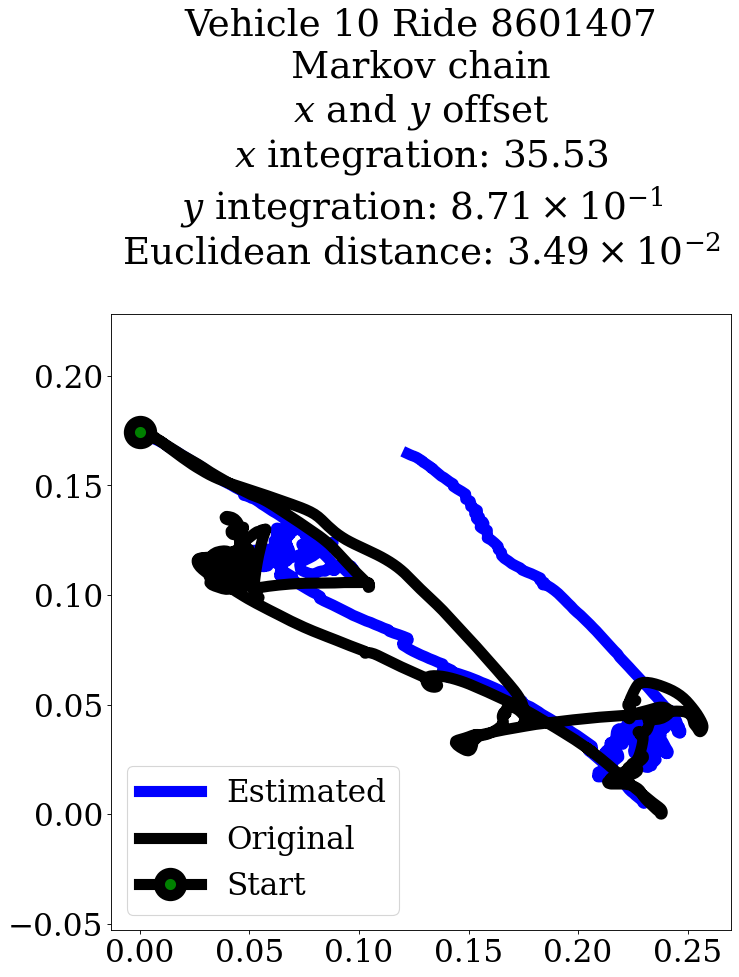 Vehicle 10 Ride 8601407
Markov chain
x and y offset
x integration: 35.53
y integration: 8.71 × 10⁻¹
Euclidean distance: 3.49 × 10⁻²
0.20
0.15
0.10
0.05
0.00
−0.05
Estimated
Original
Start
0.00 0.05 0.10 0.15 0.20 0.25